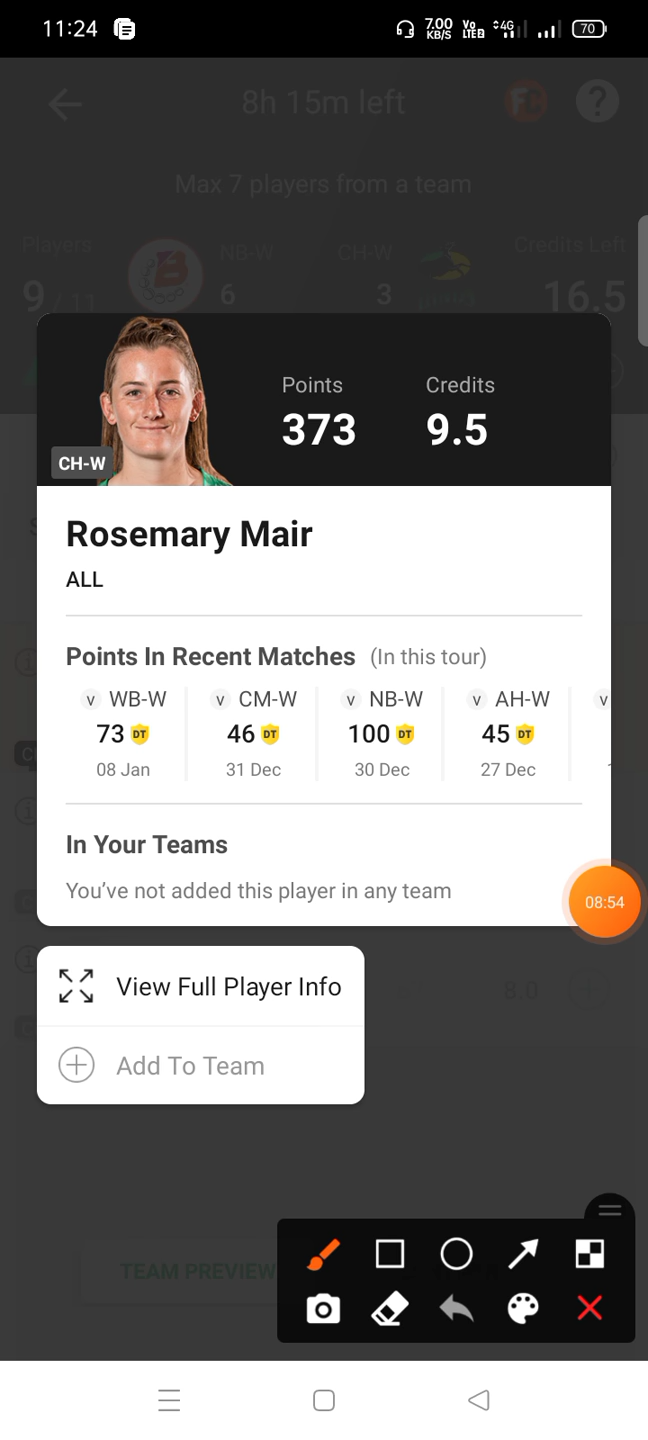 11:24
7.00 KB/S
Vo LTE
4G
70
8h 15m left
FC
?
Max 7 players from a team
Players
NB-W
CH-W
Credits Left
9 / 11
6
3
16.5
Points
Credits
373
9.5
CH-W
Rosemary Mair
ALL
Points In Recent Matches (In this tour)
v WB-W
v CM-W
v NB-W
v AH-W
v
73 DT
46 DT
100 DT
45 DT
08 Jan
31 Dec
30 Dec
27 Dec
In Your Teams
You’ve not added this player in any team
08:54
View Full Player Info
8.0
Add To Team
TEAM PREVIEW